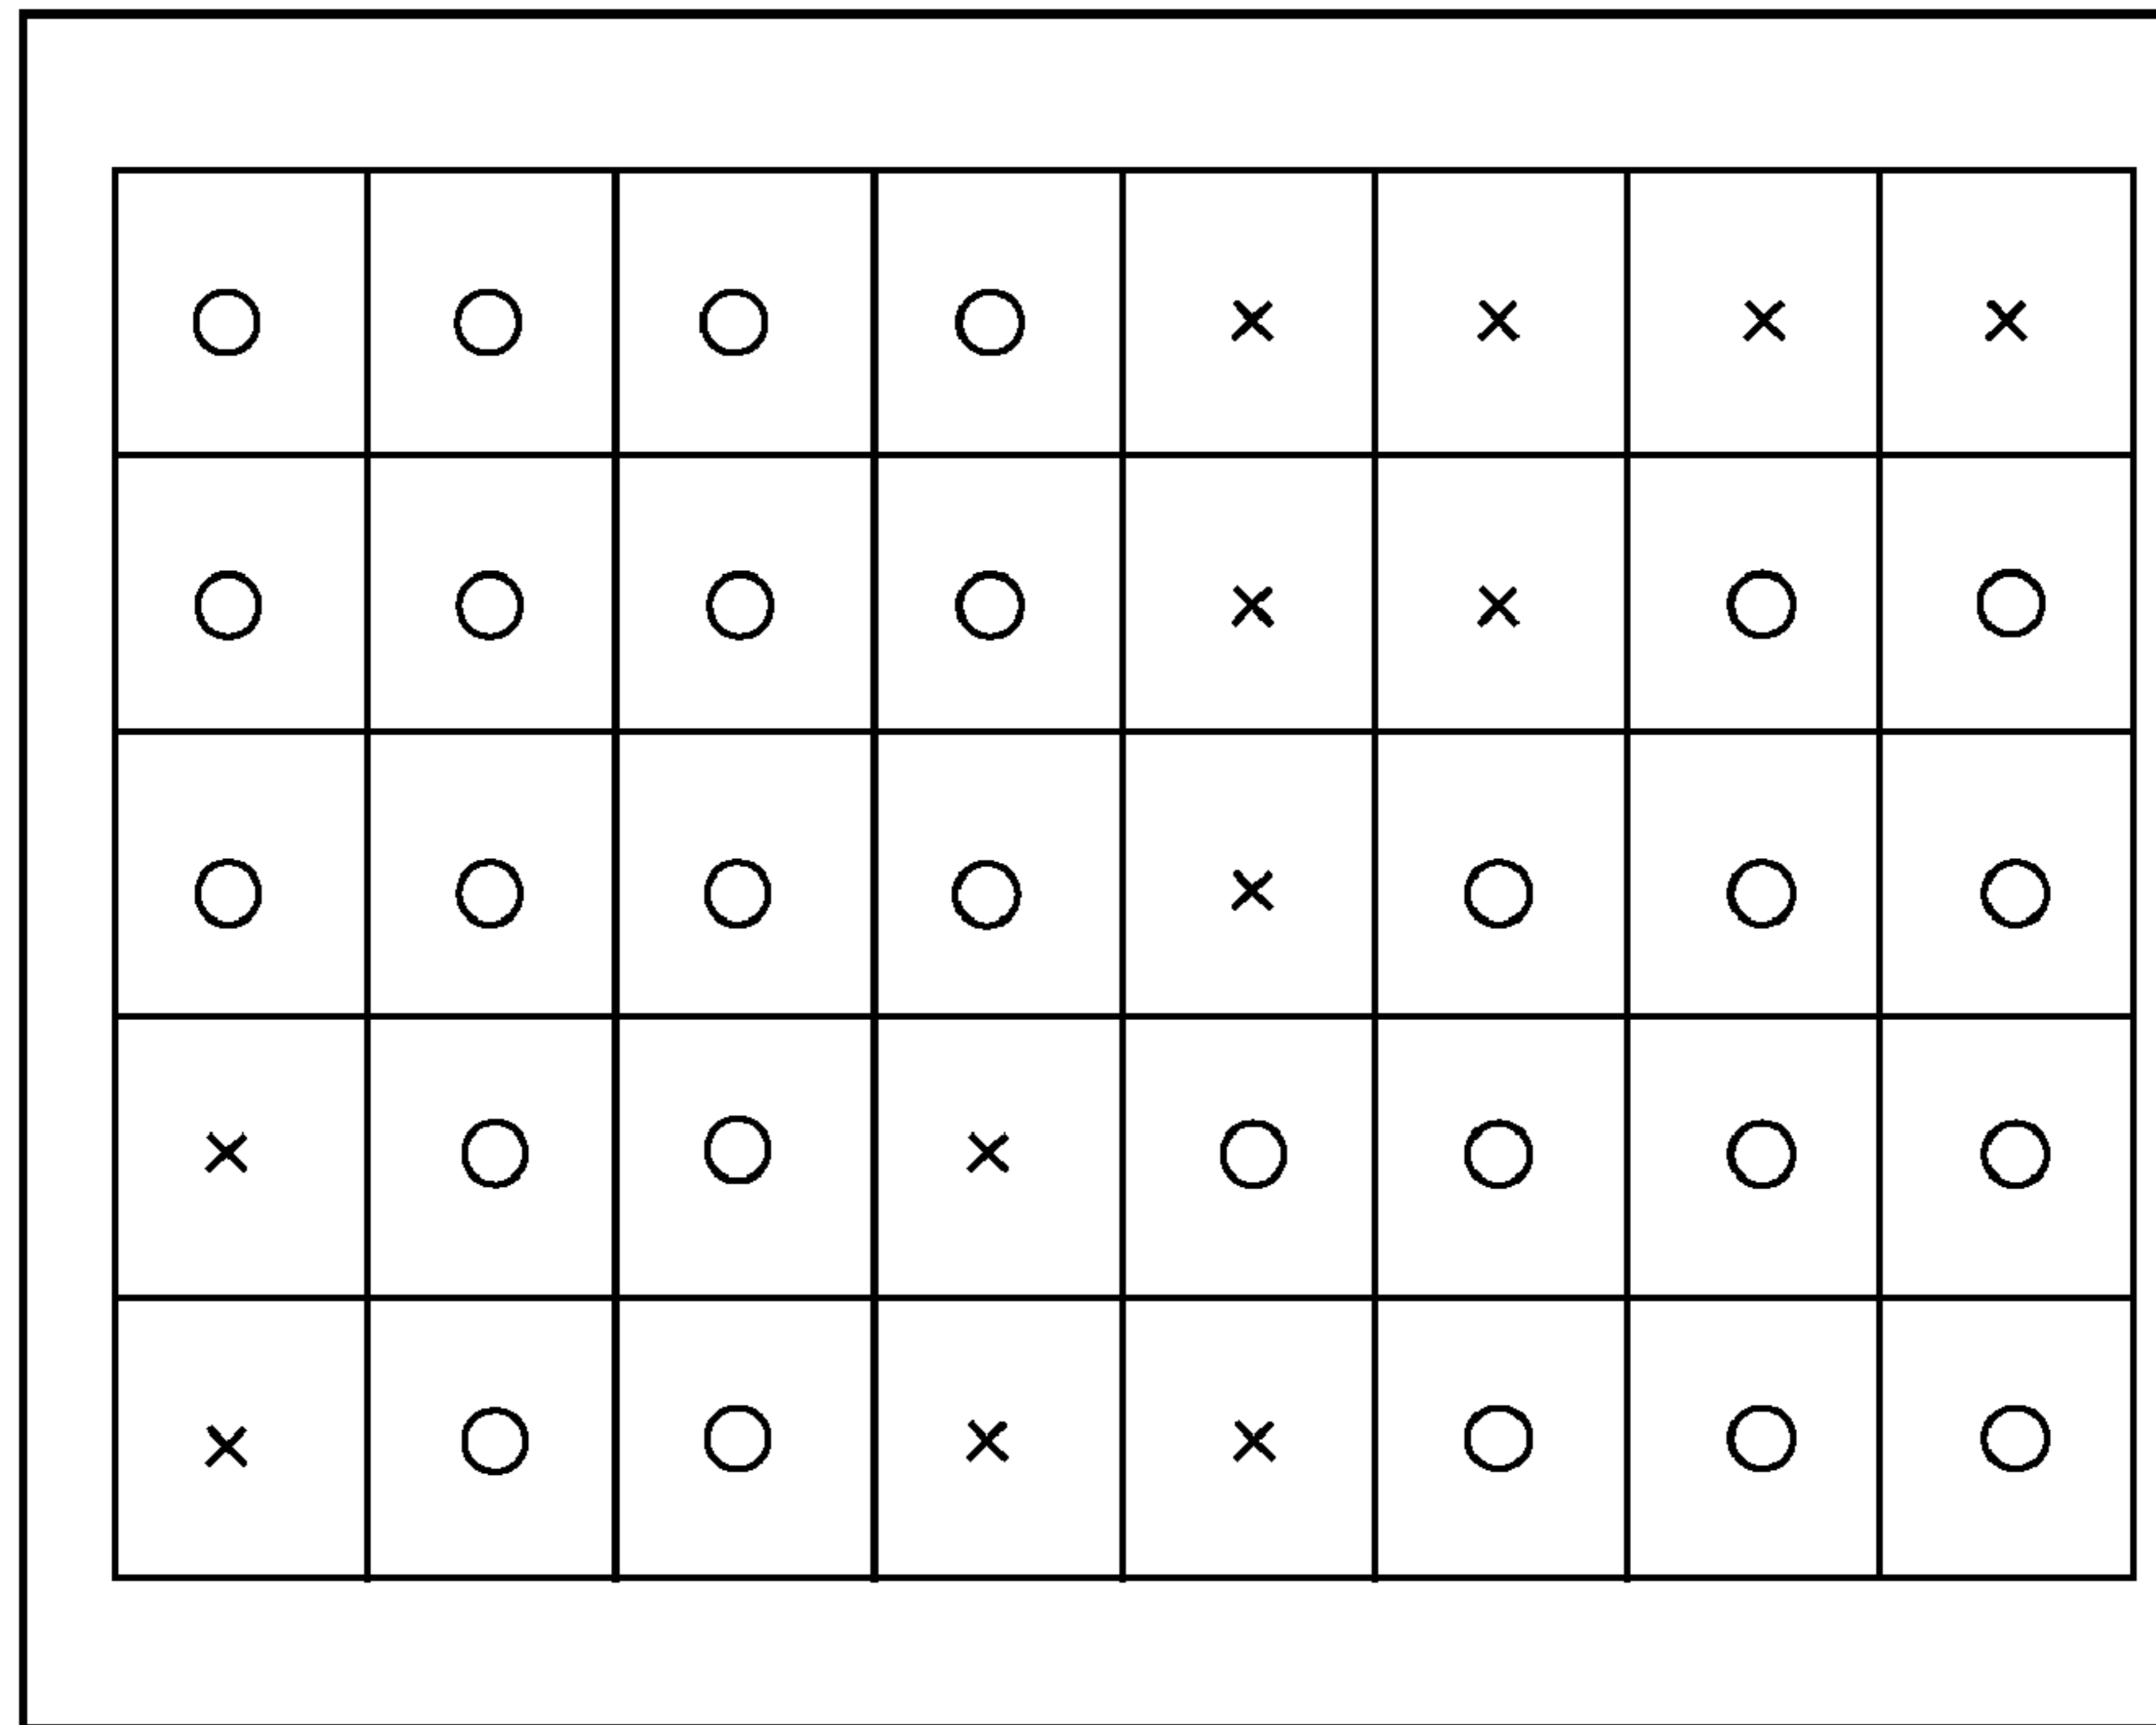 ○ ○ ○ ○ × × × ×
○ ○ ○ ○ × × ○ ○
○ ○ ○ ○ × ○ ○ ○
× ○ ○ × ○ ○ ○ ○
× ○ ○ × × ○ ○ ○